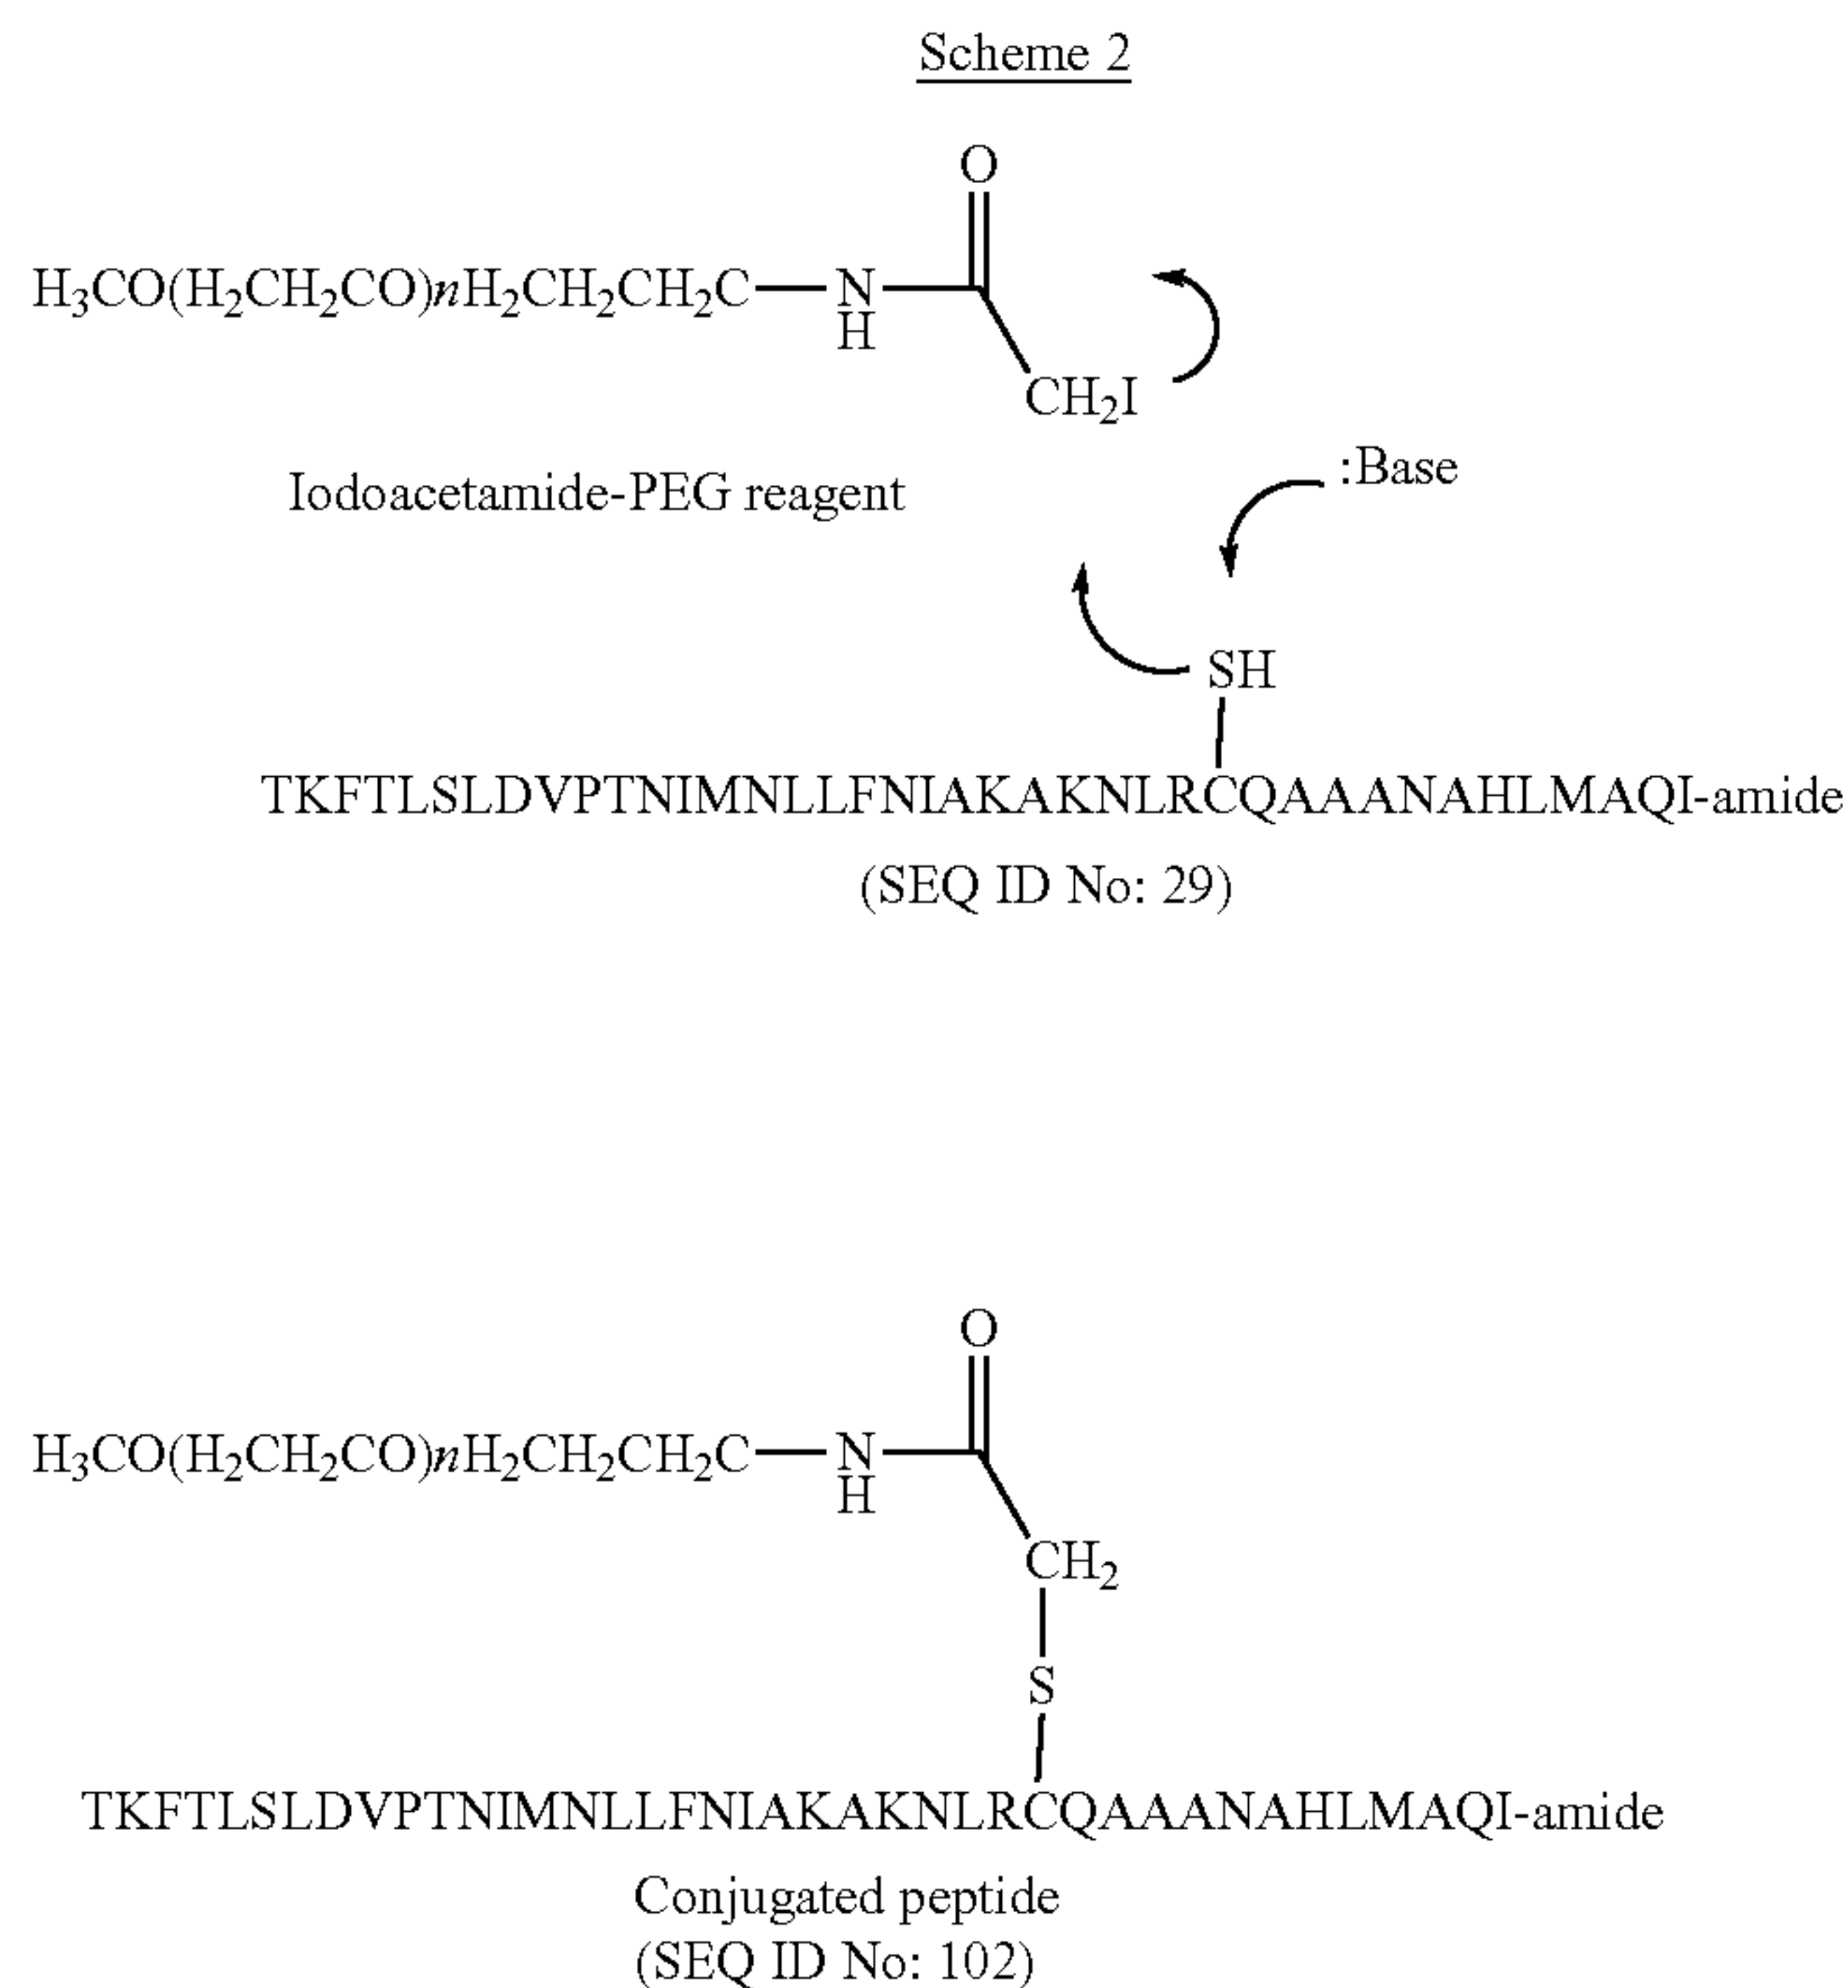 Scheme 2
O
H₃CO(H₂CH₂CO)nH₂CH₂CH₂C—N
H
CH₂I
:Base
Iodoacetamide-PEG reagent
SH
TKFTLSLDVPTNIMNLLFNIAKAKNLRCQAAANAHLMAQI-amide
(SEQ ID No: 29)
O
H₃CO(H₂CH₂CO)nH₂CH₂CH₂C—N
H
CH₂
S
TKFTLSLDVPTNIMNLLFNIAKAKNLRCQAAANAHLMAQI-amide
Conjugated peptide
(SEQ ID No: 102)